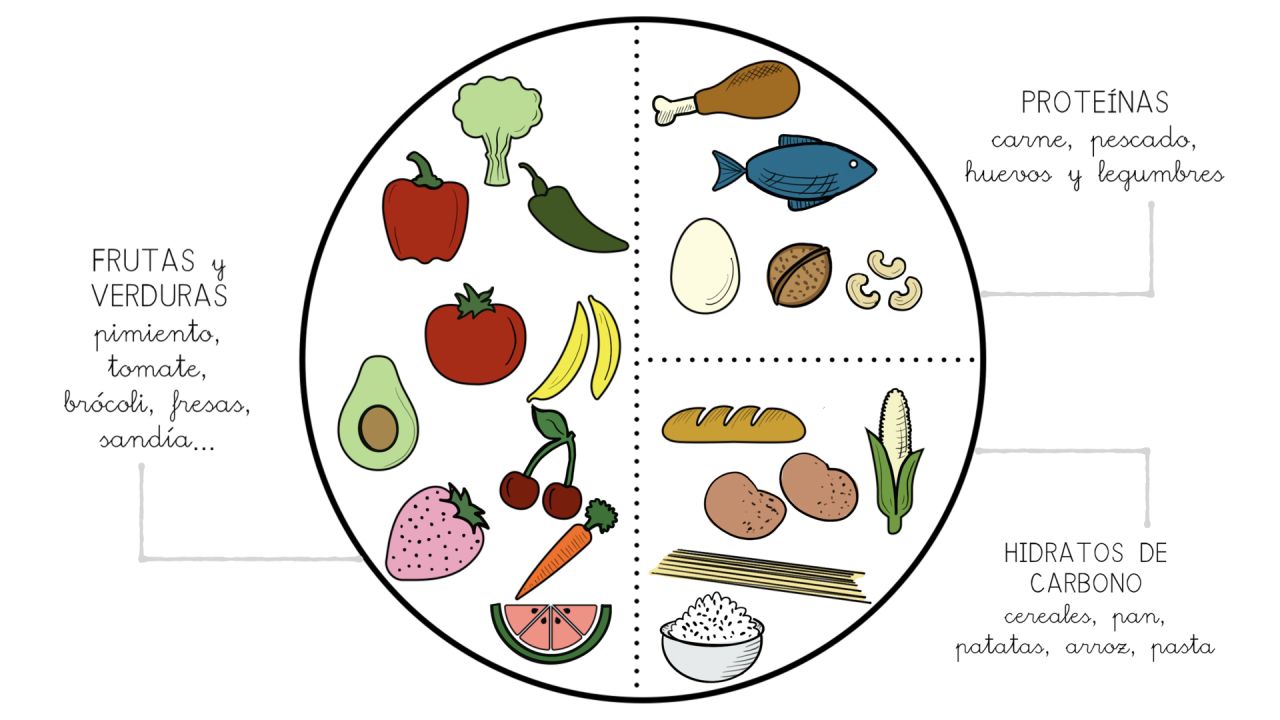 FRUTAS y
VERDURAS
pimiento,
tomate,
brócoli, fresas,
sandía...
PROTEÍNAS
carne, pescado,
huevos y legumbres
HIDRATOS DE
CARBONO
cereales, pan,
patatas, arroz, pasta